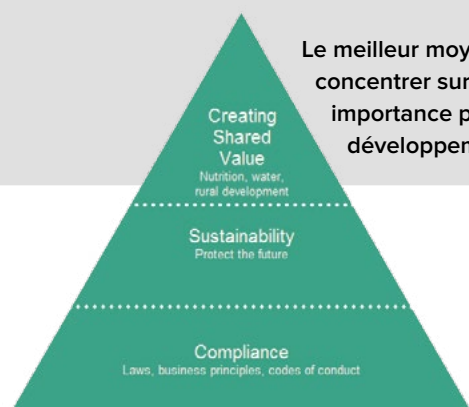 Le meilleur moy
concentrer sur
importance p
développen
Creating
Shared
Value
Nutrition, water,
rural development
Sustainability
Protect the future
Compliance
Laws, business principles, codes of conduct